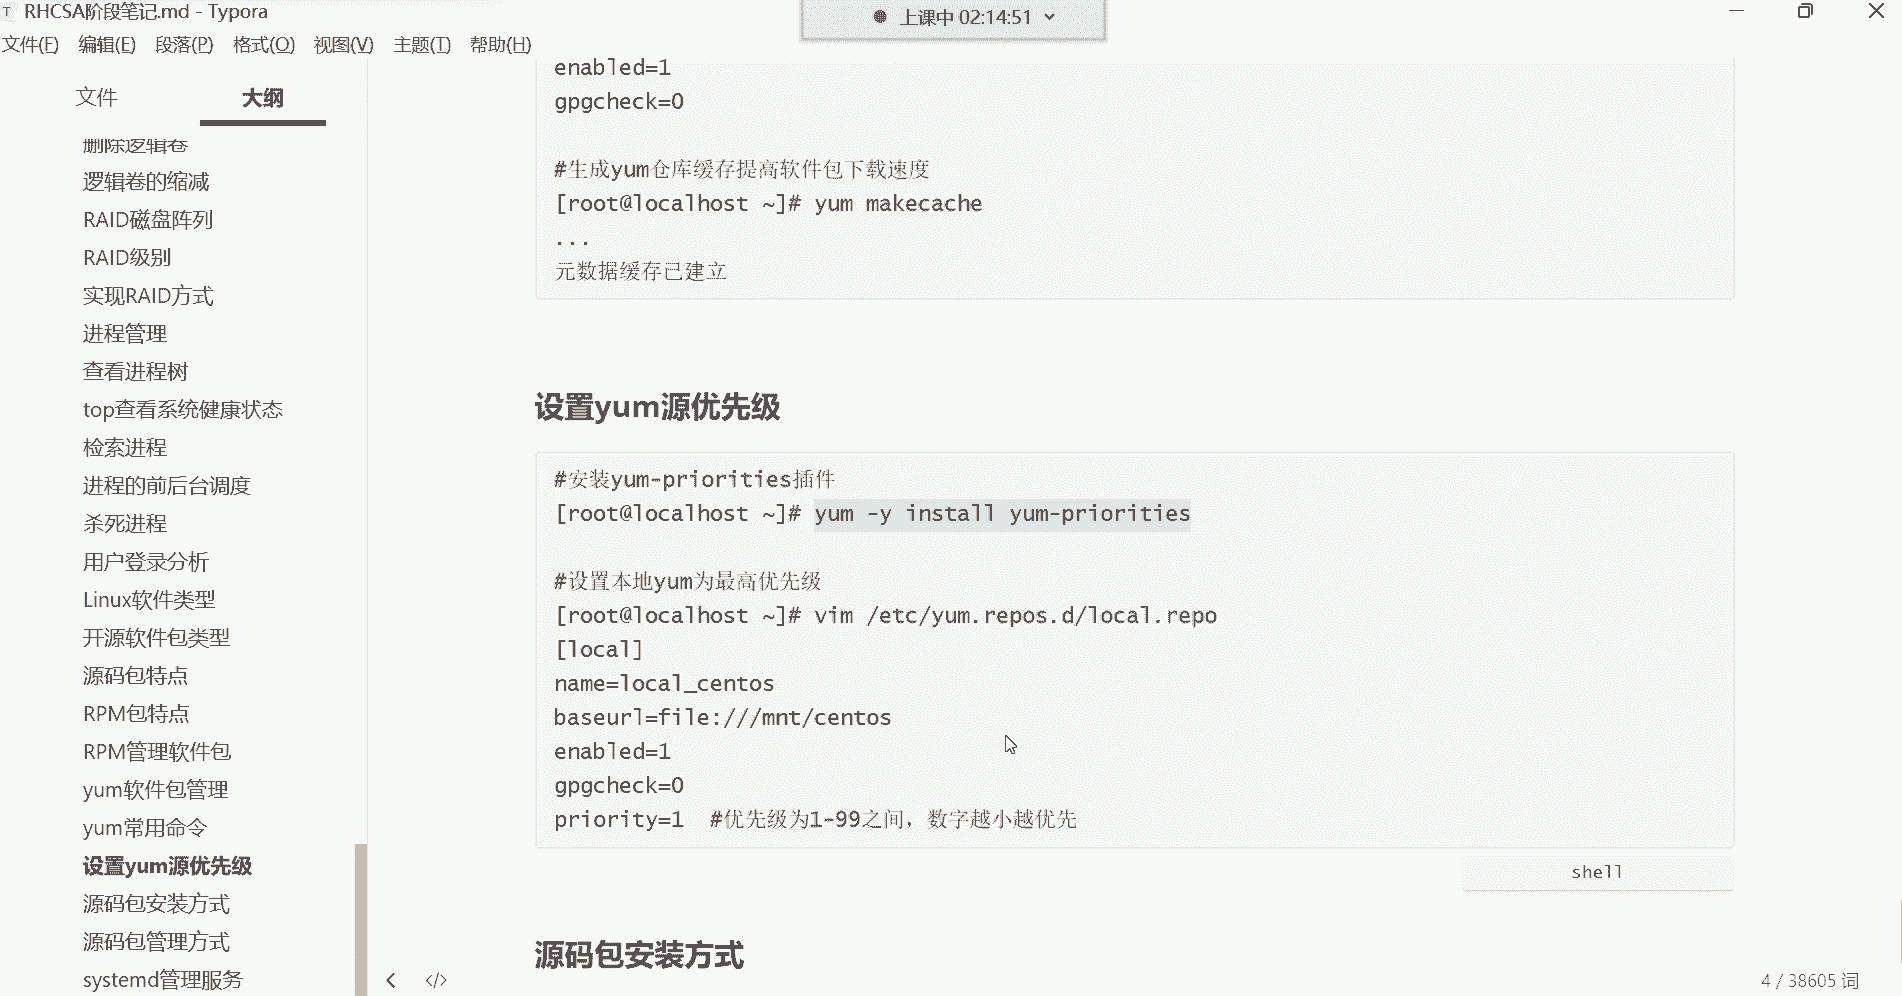 T RHCSA阶段笔记.md - Typora
上课中 02:14:51
文件(F) 编辑(E) 段落(P) 格式(O) 视图(V) 主题(T) 帮助(H)
文件 大纲
删除逻辑卷
逻辑卷的缩减
RAID磁盘阵列
RAID级别
实现RAID方式
进程管理
查看进程树
top查看系统健康状态
检索进程
进程的前后台调度
杀死进程
用户登录分析
Linux软件类型
开源软件包类型
源码包特点
RPM包特点
RPM管理软件包
yum软件包管理
yum常用命令
设置yum源优先级
源码包安装方式
源码包管理方式
systemd管理服务
enabled=1
gpgcheck=0
#生成yum仓库缓存提高软件包下载速度
[root@localhost ~]# yum makecache
...
元数据缓存已建立
设置yum源优先级
#安装yum-priorities插件
[root@localhost ~]# yum -y install yum-priorities
#设置本地yum为最高优先级
[root@localhost ~]# vim /etc/yum.repos.d/local.repo
[local]
name=local_centos
baseurl=file:///mnt/centos
enabled=1
gpgcheck=0
priority=1  #优先级为1-99之间，数字越小越优先
shell
源码包安装方式
4 / 38605 词